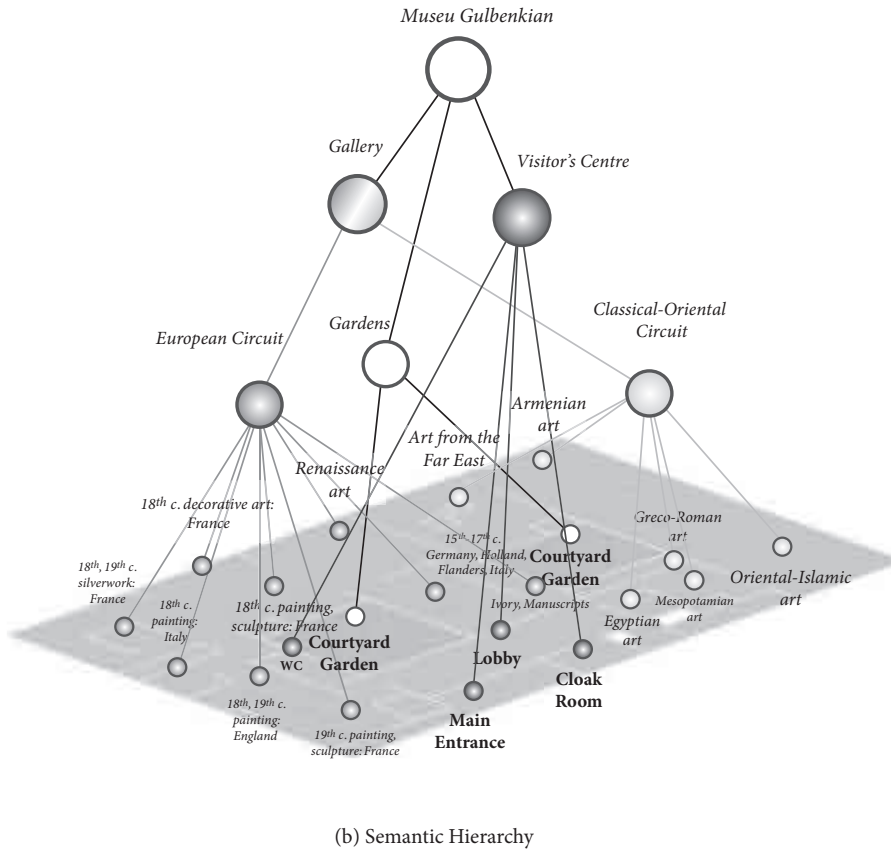 Museu Gulbenkian
Gallery
Visitor's Centre
Classical-Oriental
Circuit
Gardens
European Circuit
Armenian
art
Art from the
Far East
Renaissance
art
18th c. decorative art:
France
Greco-Roman
art
15th-17th c.
Germany, Holland,
Flanders, Italy
Courtyard
Garden
18th, 19th c.
silverwork:
France
Oriental-Islamic
art
18th c.
painting:
Italy
18th c. painting,
sculpture: France
Ivory, Manuscripts
Mesopotamian
art
Egyptian
art
Courtyard
Garden
WC
Lobby
Cloak
Room
18th, 19th c.
painting:
England
Main
Entrance
19th c. painting,
sculpture: France
(b) Semantic Hierarchy